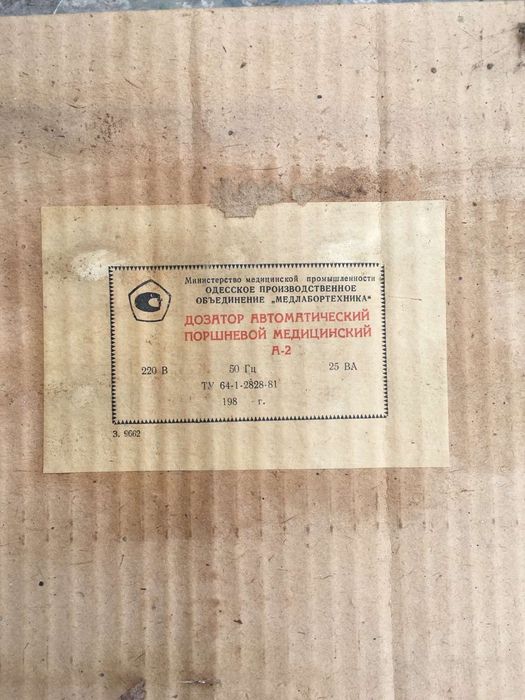 Министерство медицинской промышленности
ОДЕССКОЕ ПРОИЗВОДСТВЕННОЕ
ОБЪЕДИНЕНИЕ „МЕДЛАБОРТЕХНИКА“
ДОЗАТОР АВТОМАТИЧЕСКИЙ
ПОРШНЕВОЙ МЕДИЦИНСКИЙ
А-2
220 В 50 Гц 25 ВА
ТУ 64-1-2828-81
198 г.
З. 9662